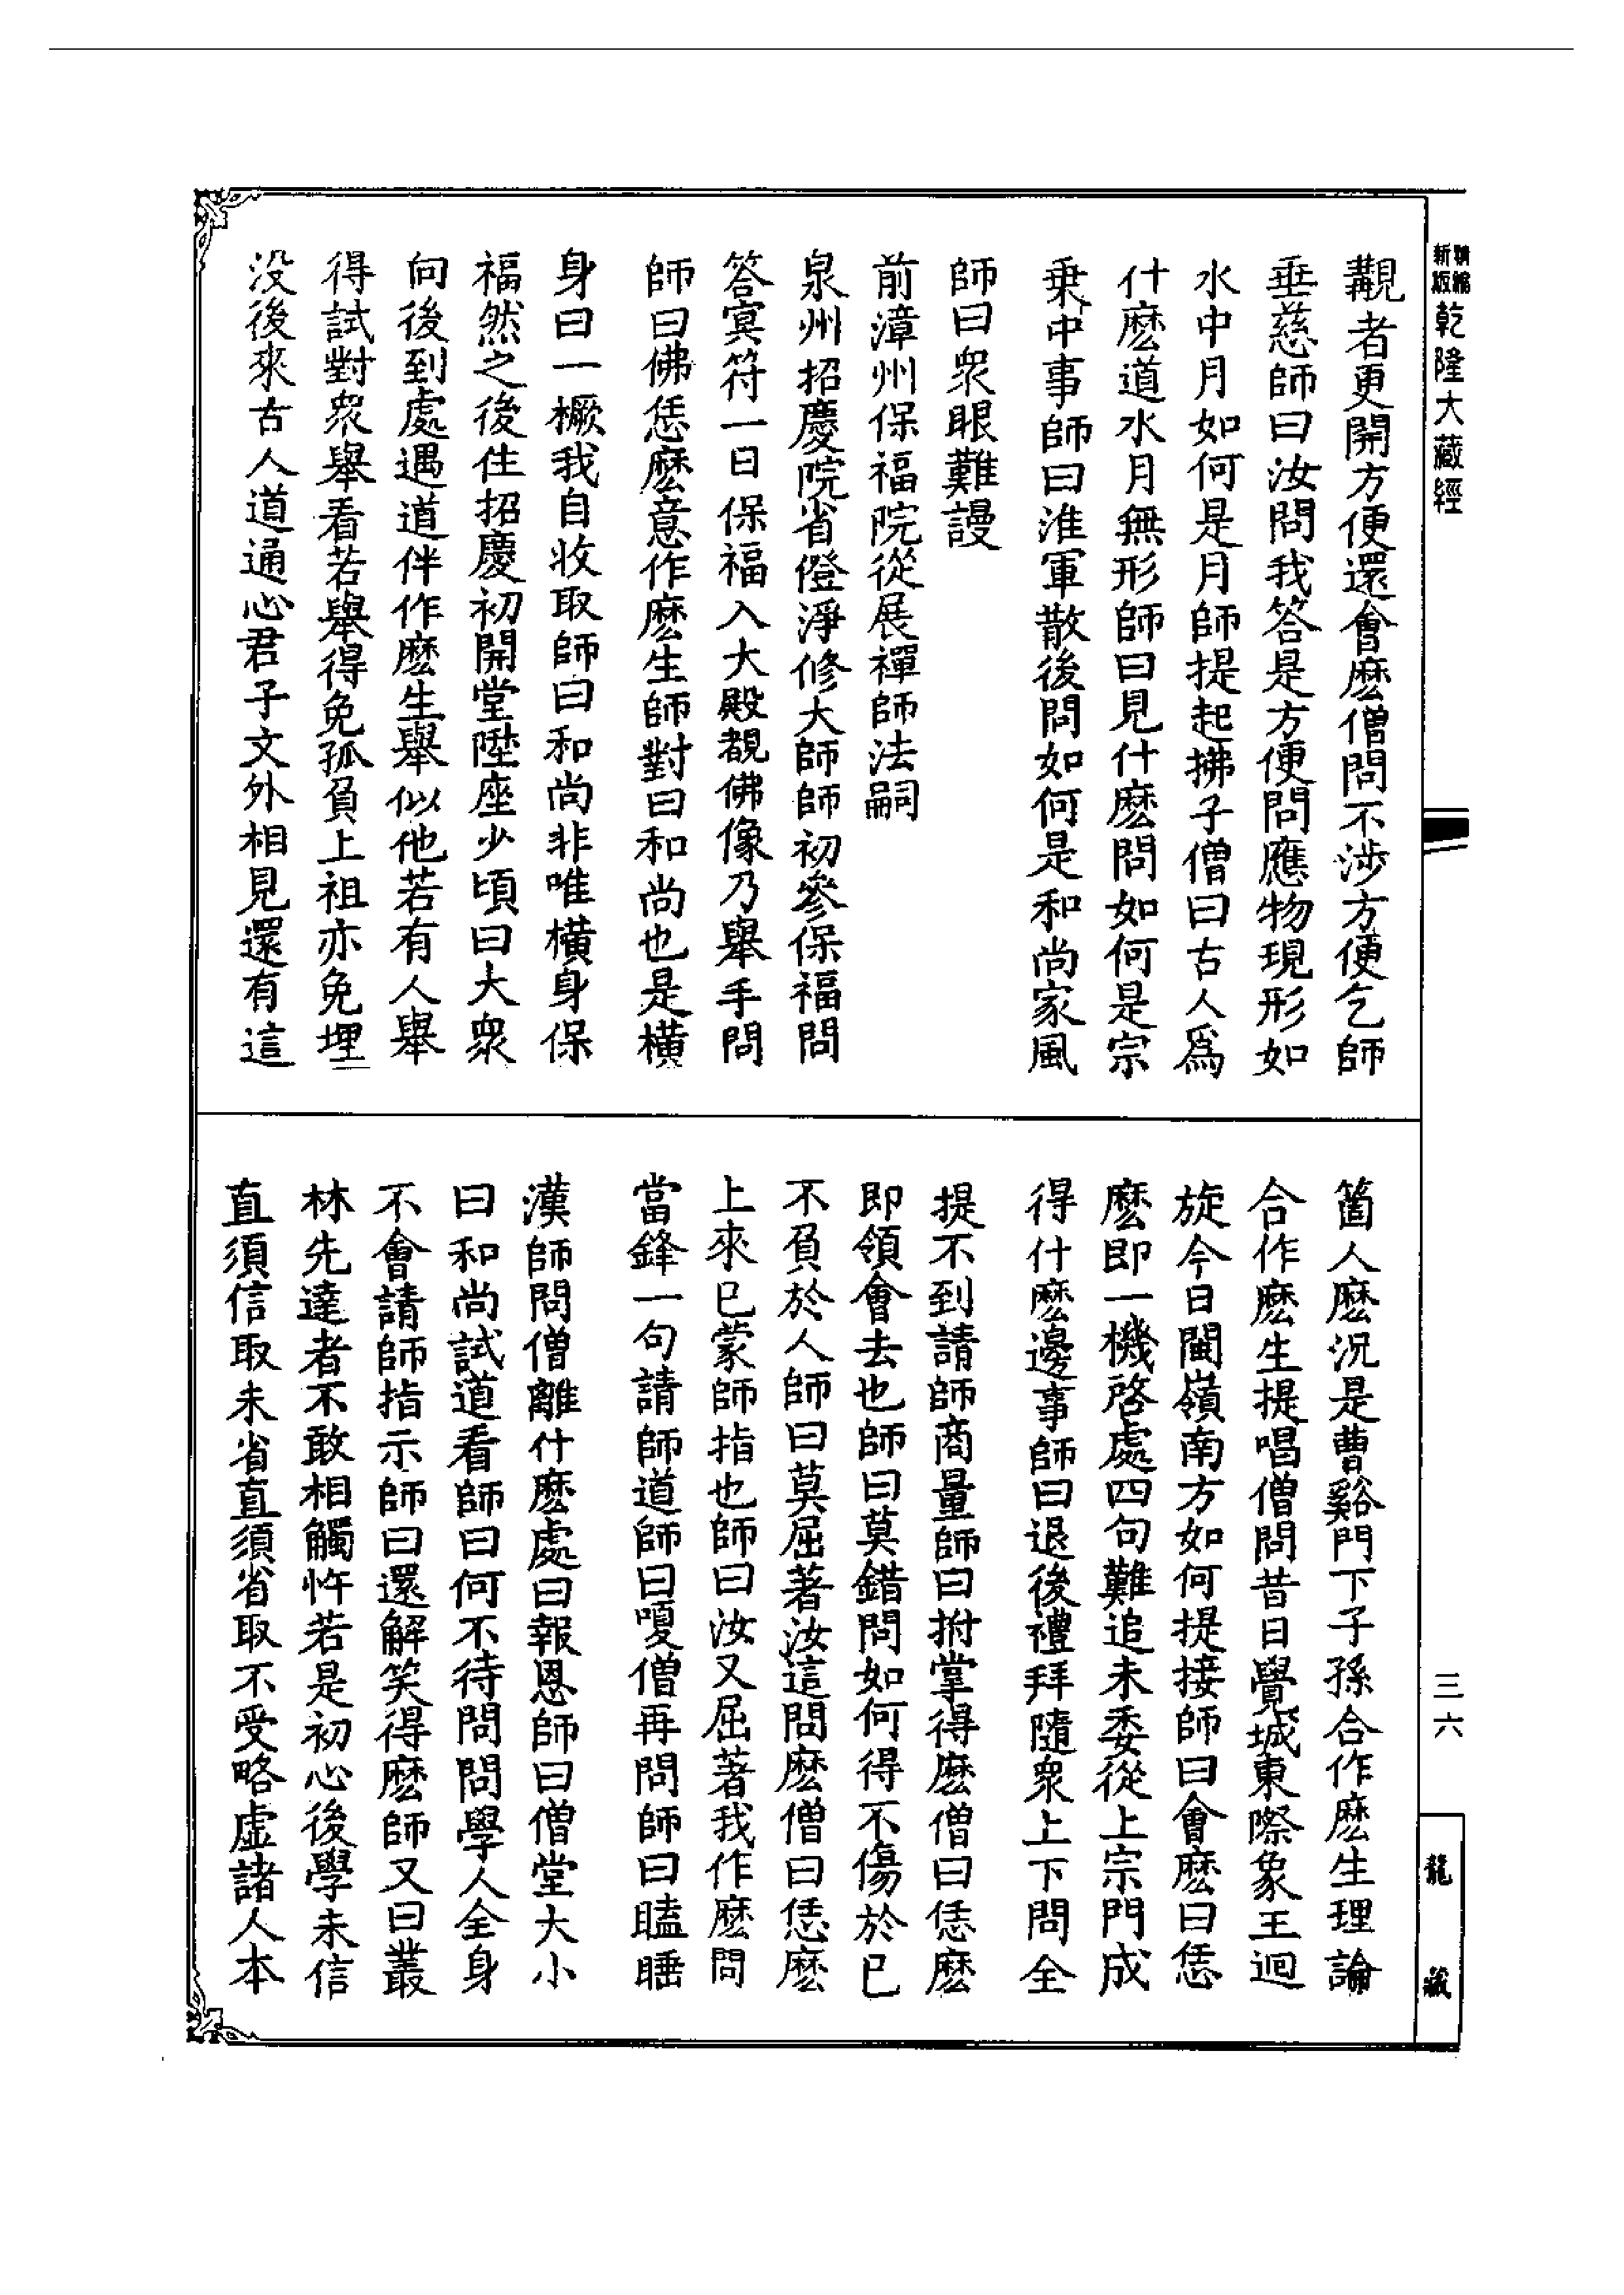 精編新版乾隆大藏經
覯者更開方便還會麽僧問不涉方便乞師
垂慈師曰汝問我答是方便問應物現形如
水中月如何是月師提起拂子僧曰古人爲
什麽道水月無形師曰見什麽問如何是宗
乗中事師曰淮軍散後問如何是和尚家風
師曰衆眼難謾
前漳州保福院從展禪師法嗣
泉州招慶院省僜淨修大師師初參保福問
答冥符一日保福入大殿覩佛像乃舉手問
師曰佛恁麽意作麽生師對曰和尚也是橫
身曰一橛我自收取師曰和尚非唯橫身保
福然之後住招慶初開堂陞座少頃曰大衆
向後到處遇道伴作麽生舉似他若有人舉
得試對衆舉看若舉得免孤負上祖亦免埋
没後來古人道通心君子文外相見還有這
箇人麽況是曹谿門下子孫合作麽生理論
合作麽生提唱僧問昔日覺城東際象王迴
旋今日閩嶺南方如何提接師曰會麽曰恁
麽即一機啓處四句難追未委從上宗門成
得什麽邊事師曰退後禮拜隨衆上下問全
提不到請師商量師曰拊掌得麽僧曰恁麽
即領會去也師曰莫錯問如何得不傷於已
不負於人師曰莫屈著汝這問麽僧曰恁麽
上來已蒙師指也師曰汝又屈著我作麽問
當鋒一句請師道師曰嗄僧再問師曰瞌睡
漢師問僧離什麽處曰報恩師曰僧堂大小
曰和尚試道看師曰何不待問問學人全身
不會請師指示師曰還解笑得麽師又曰叢
林先達者不敢相觸忤若是初心後學未信
直須信取未省直須省取不受略虛諸人本
三六
龍藏